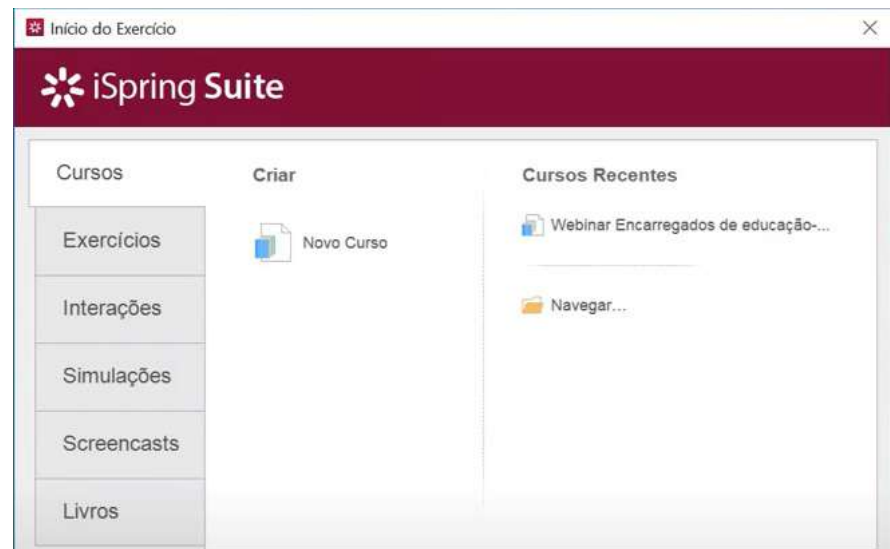 Início do Exercício
iSpring Suite
Cursos
Exercícios
Interações
Simulações
Screencasts
Livros
Criar
Novo Curso
Cursos Recentes
Webinar Encarregados de educação-...
Navegar...